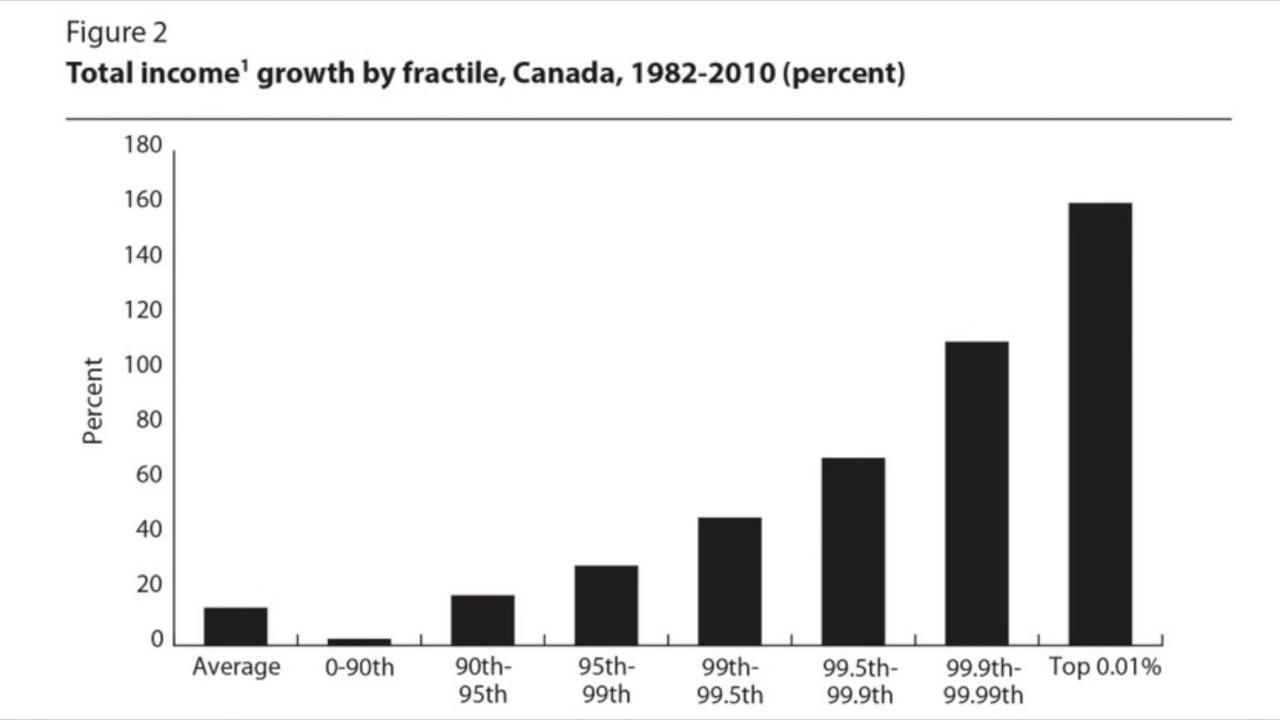 Figure 2
Total income¹ growth by fractile, Canada, 1982-2010 (percent)
180
160
140
120
100
80
60
40
20
0
Percent
Average 0-90th 90th- 95th- 99th- 99.5th- 99.9th- Top 0.01%
95th 99th 99.5th 99.9th 99.99th